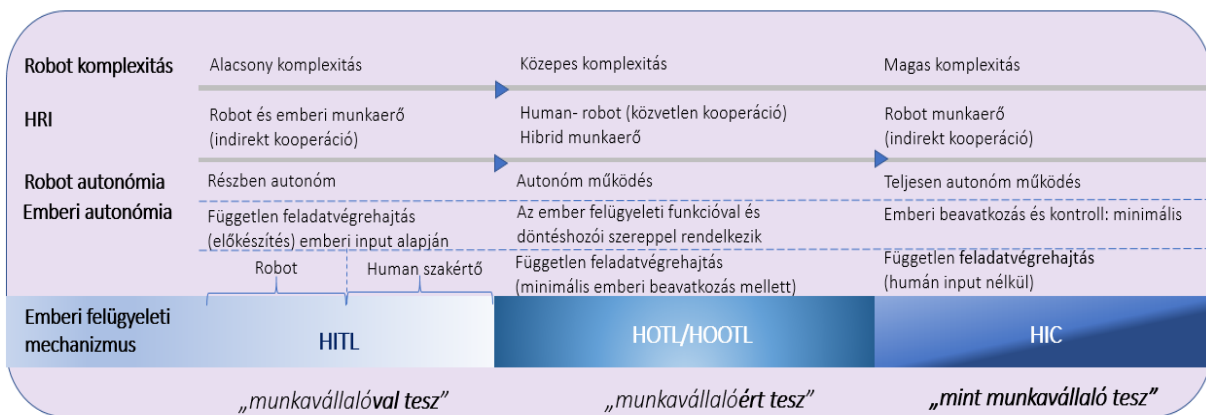 Robot komplexitás
Alacsony komplexitás
Közepes komplexitás
Magas komplexitás
HRI
Robot és emberi munkaerő
(indirekt kooperáció)
Human- robot (közvetlen kooperáció)
Hibrid munkaerő
Robot munkaerő
(indirekt kooperáció)
Robot autonómia
Részben autonóm
Autonóm működés
Teljesen autonóm működés
Emberi autonómia
Független feladatvégrehajtás
(előkészítés) emberi input alapján
Az ember felügyeleti funkcióval és
döntéshozói szereppel rendelkezik
Emberi beavatkozás és kontroll: minimális
Robot
Human szakértő
Független feladatvégrehajtás
(minimális emberi beavatkozás mellett)
Független feladatvégrehajtás
(humán input nélkül)
Emberi felügyeleti
mechanizmus
HITL
HOTL/HOOTL
HIC
„munkavállalóval tesz”
„munkavállalóért tesz”
„mint munkavállaló tesz”